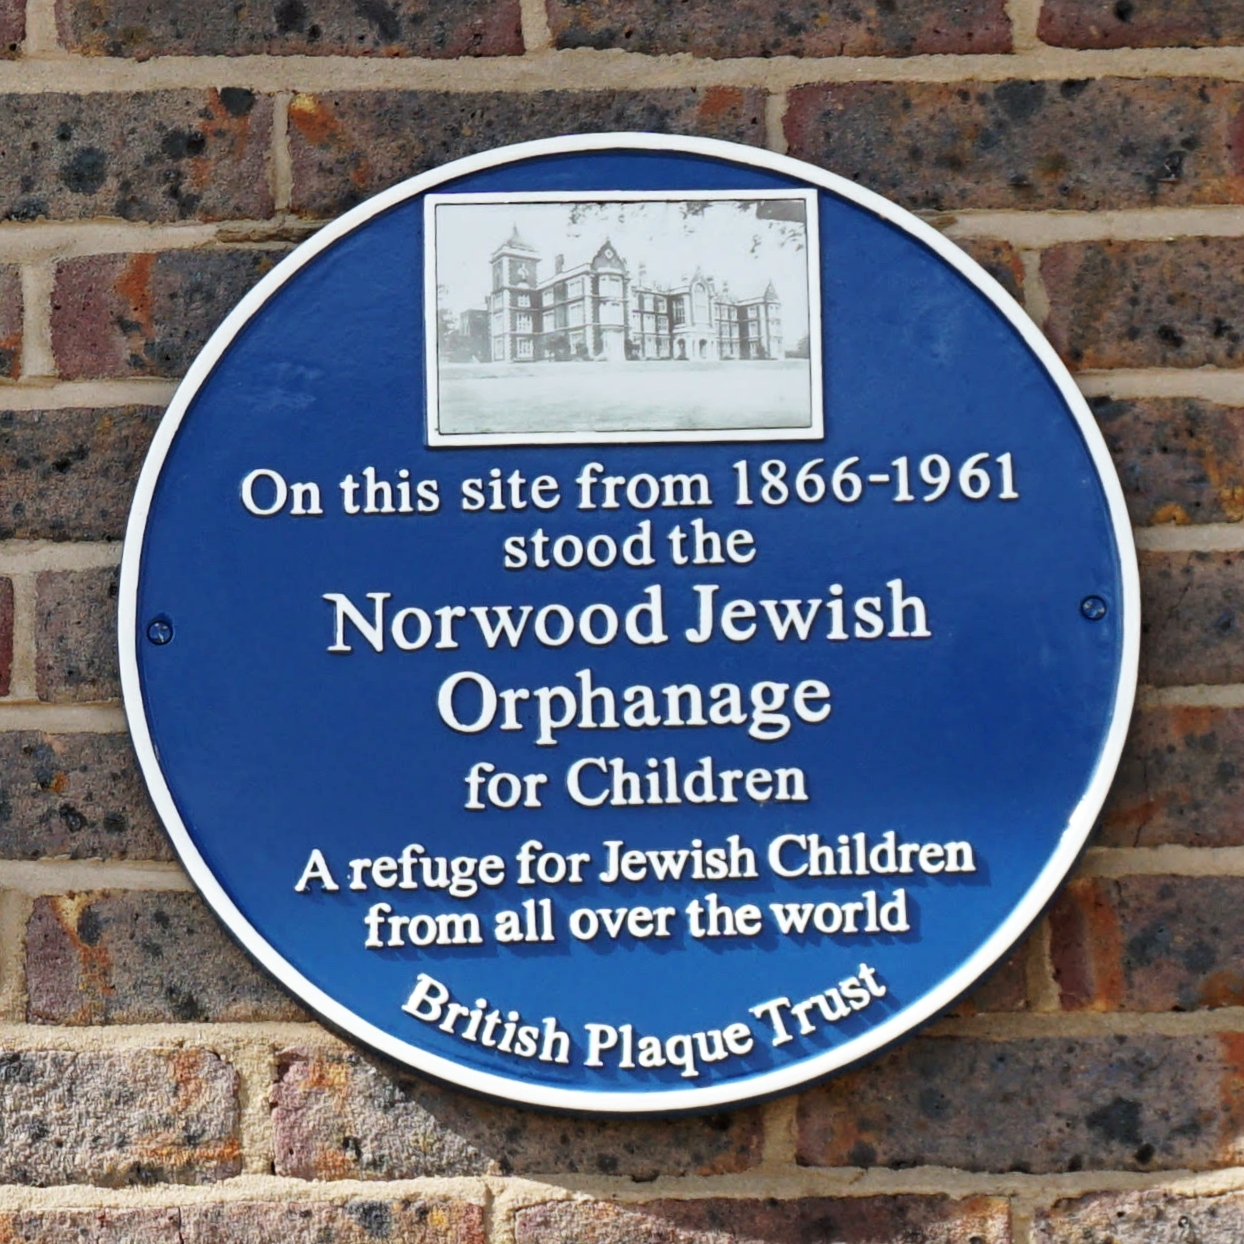 On this site from 1866-1961
stood the
Norwood Jewish
Orphanage
for Children
A refuge for Jewish Children
from all over the world
British Plaque Trust